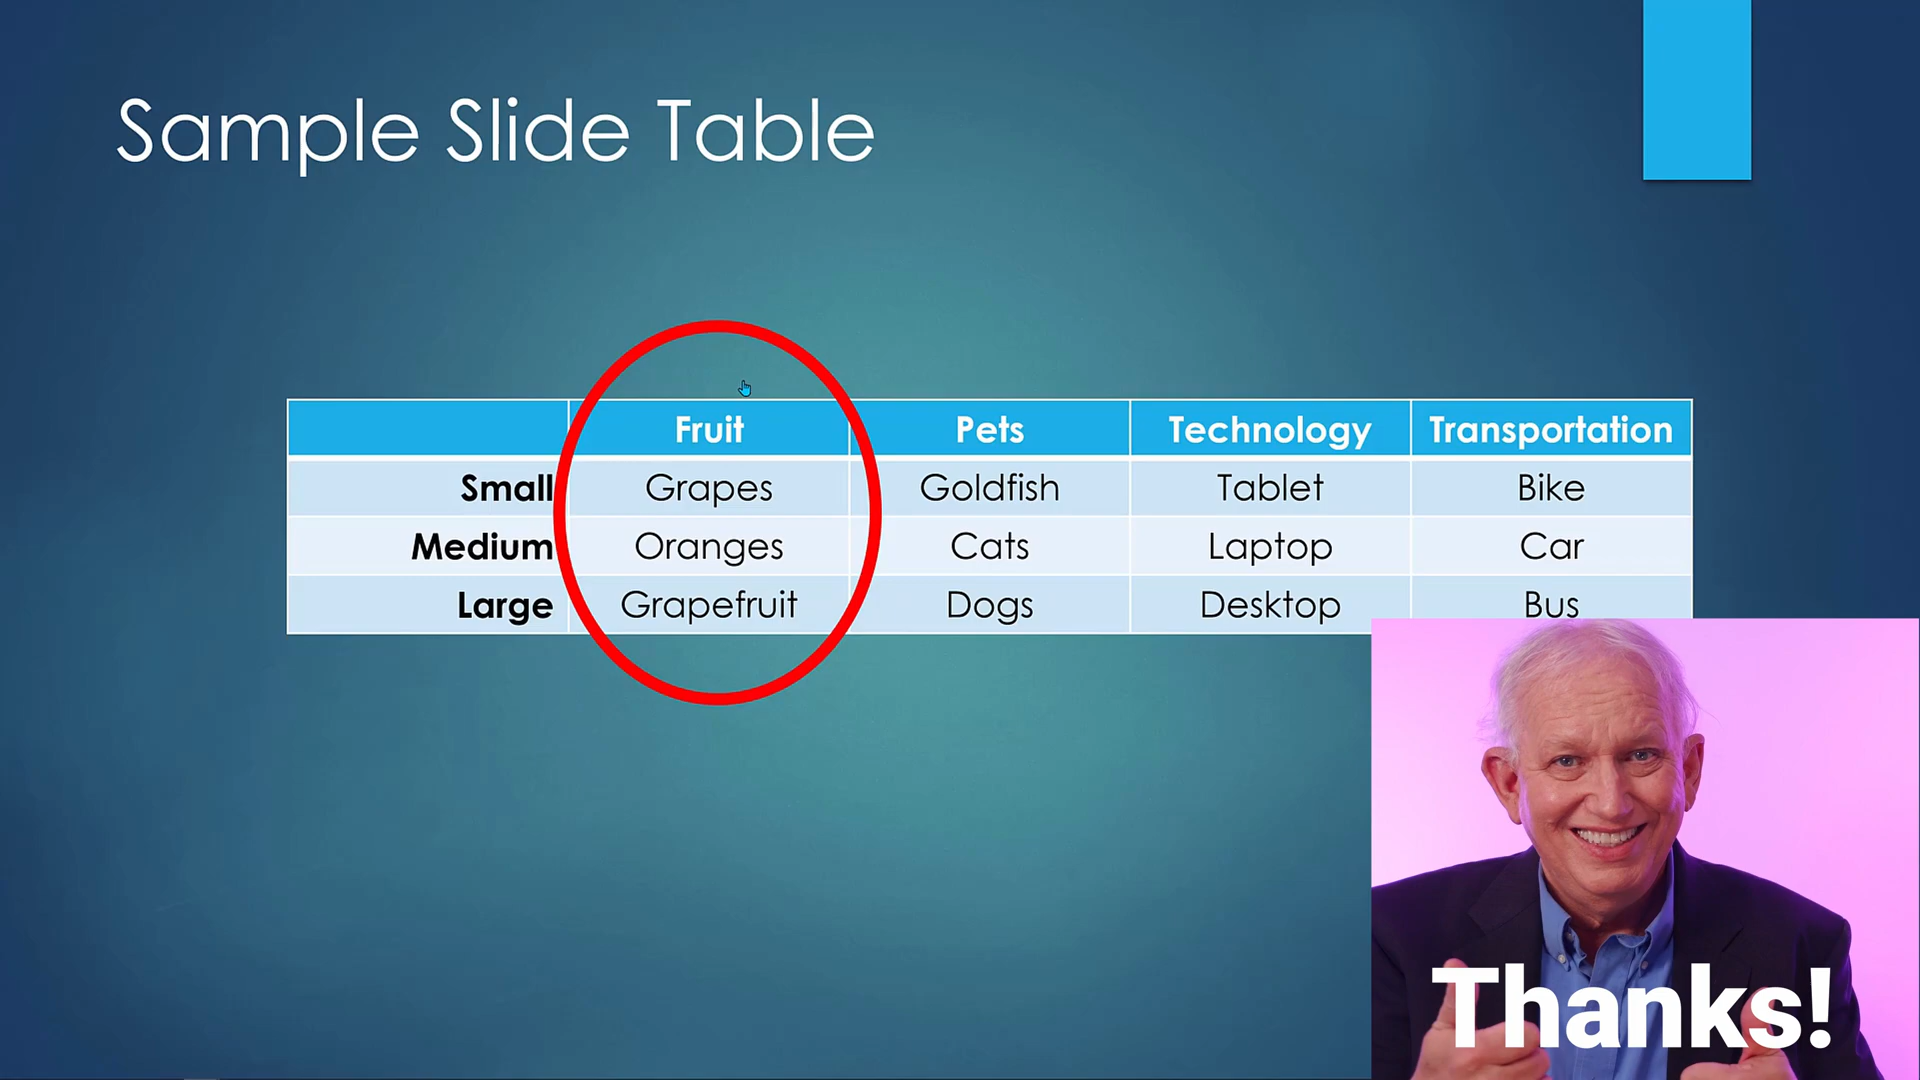 Sample Slide Table
Fruit Pets Technology Transportation
Small Grapes Goldfish Tablet Bike
Medium Oranges Cats Laptop Car
Large Grapefruit Dogs Desktop Bus
Thanks!